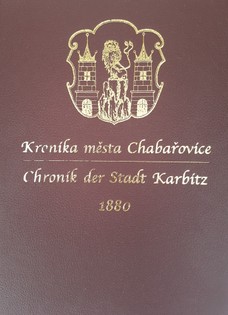 Kronika města Chabařovice
Chronik der Stadt Karbitz
1880